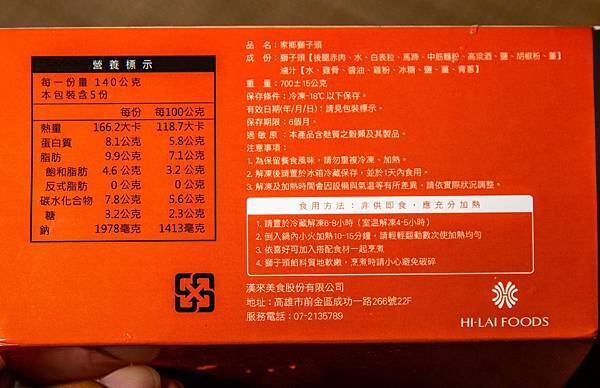 營養標示
每一份量 140公克
本包裝含5份
每份 每100公克
熱量 166.2大卡 118.7大卡
蛋白質 8.1公克 5.8公克
脂肪 9.9公克 7.1公克
飽和脂肪 4.6 公克 3.2 公克
反式脂肪 0 公克 0 公克
碳水化合物 7.8公克 5.6公克
糖 3.2公克 2.3公克
鈉 1978毫克 1413毫克
品 名：家鄉獅子頭
成 份：獅子頭【後腿赤肉、水、白表粒、馬蹄、中筋麵粉、高粱酒、鹽、胡椒粉、薑】
滷汁【水、雞骨、醬油、雞粉、冰糖、鹽、薑、青蔥】
重 量：700±15公克
保存條件：冷凍-18℃以下保存。
有效日期(年/月/日)：請見包裝標示。
保存期限：6個月。
過 敏 原：本產品含麩質之穀類及其製品。
注意事項：
1. 為保留餐食風味，請勿重複冷凍、加熱。
2. 解凍後請置於冰箱冷藏保存，並於1天內食用。
3. 解凍及加熱時間會因設備與氣溫等有所差異，請依實際狀況調整。
食用方法：非供即食，應充分加熱
1. 請置於冷藏解凍6-8小時（室溫解凍4-5小時）
2. 倒入鍋內小火加熱10-15分鐘，請輕輕翻動數次使加熱均勻
3. 依喜好可加入搭配食材一起烹煮
4. 獅子頭餡料質地軟嫩，烹煮時請小心避免破碎
漢來美食股份有限公司
地址：高雄市前金區成功一路266號22F
服務電話：07-2135789
HI-LAI FOODS